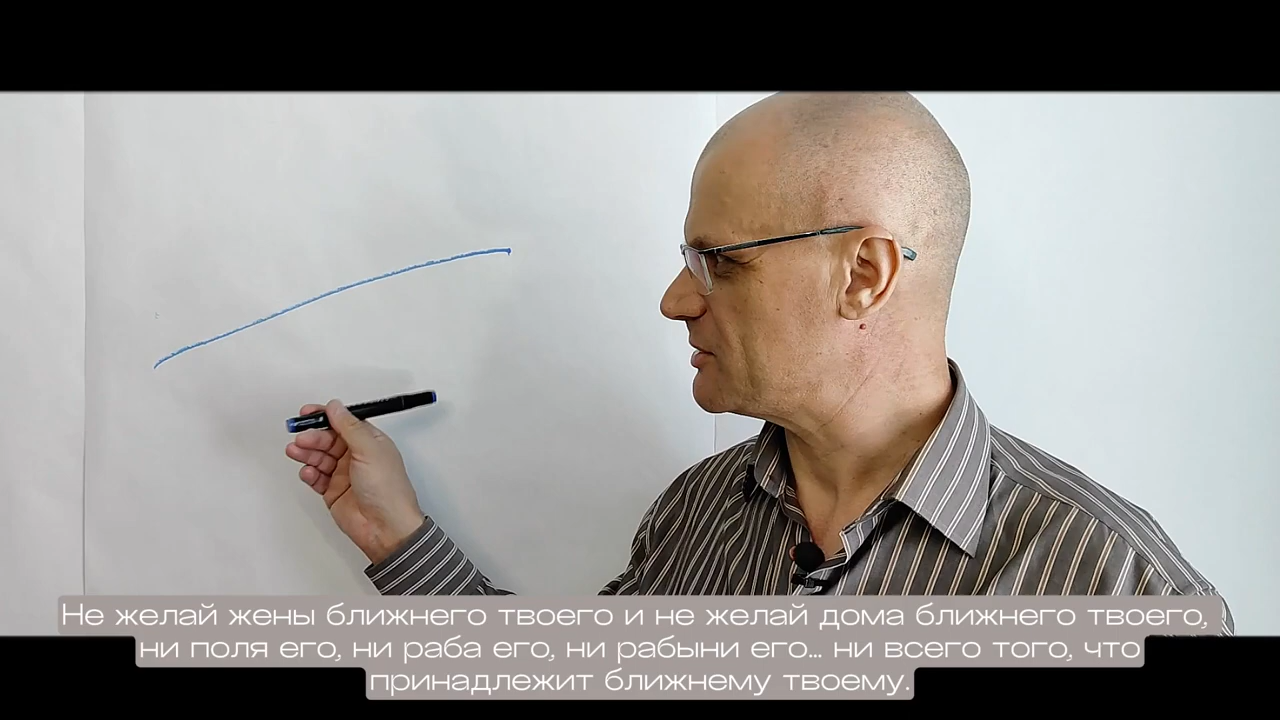 Не желай жены ближнего твоего и не желай дома ближнего твоего,
ни поля его, ни раба его, ни рабыни его... ни всего того, что
принадлежит ближнему твоему.